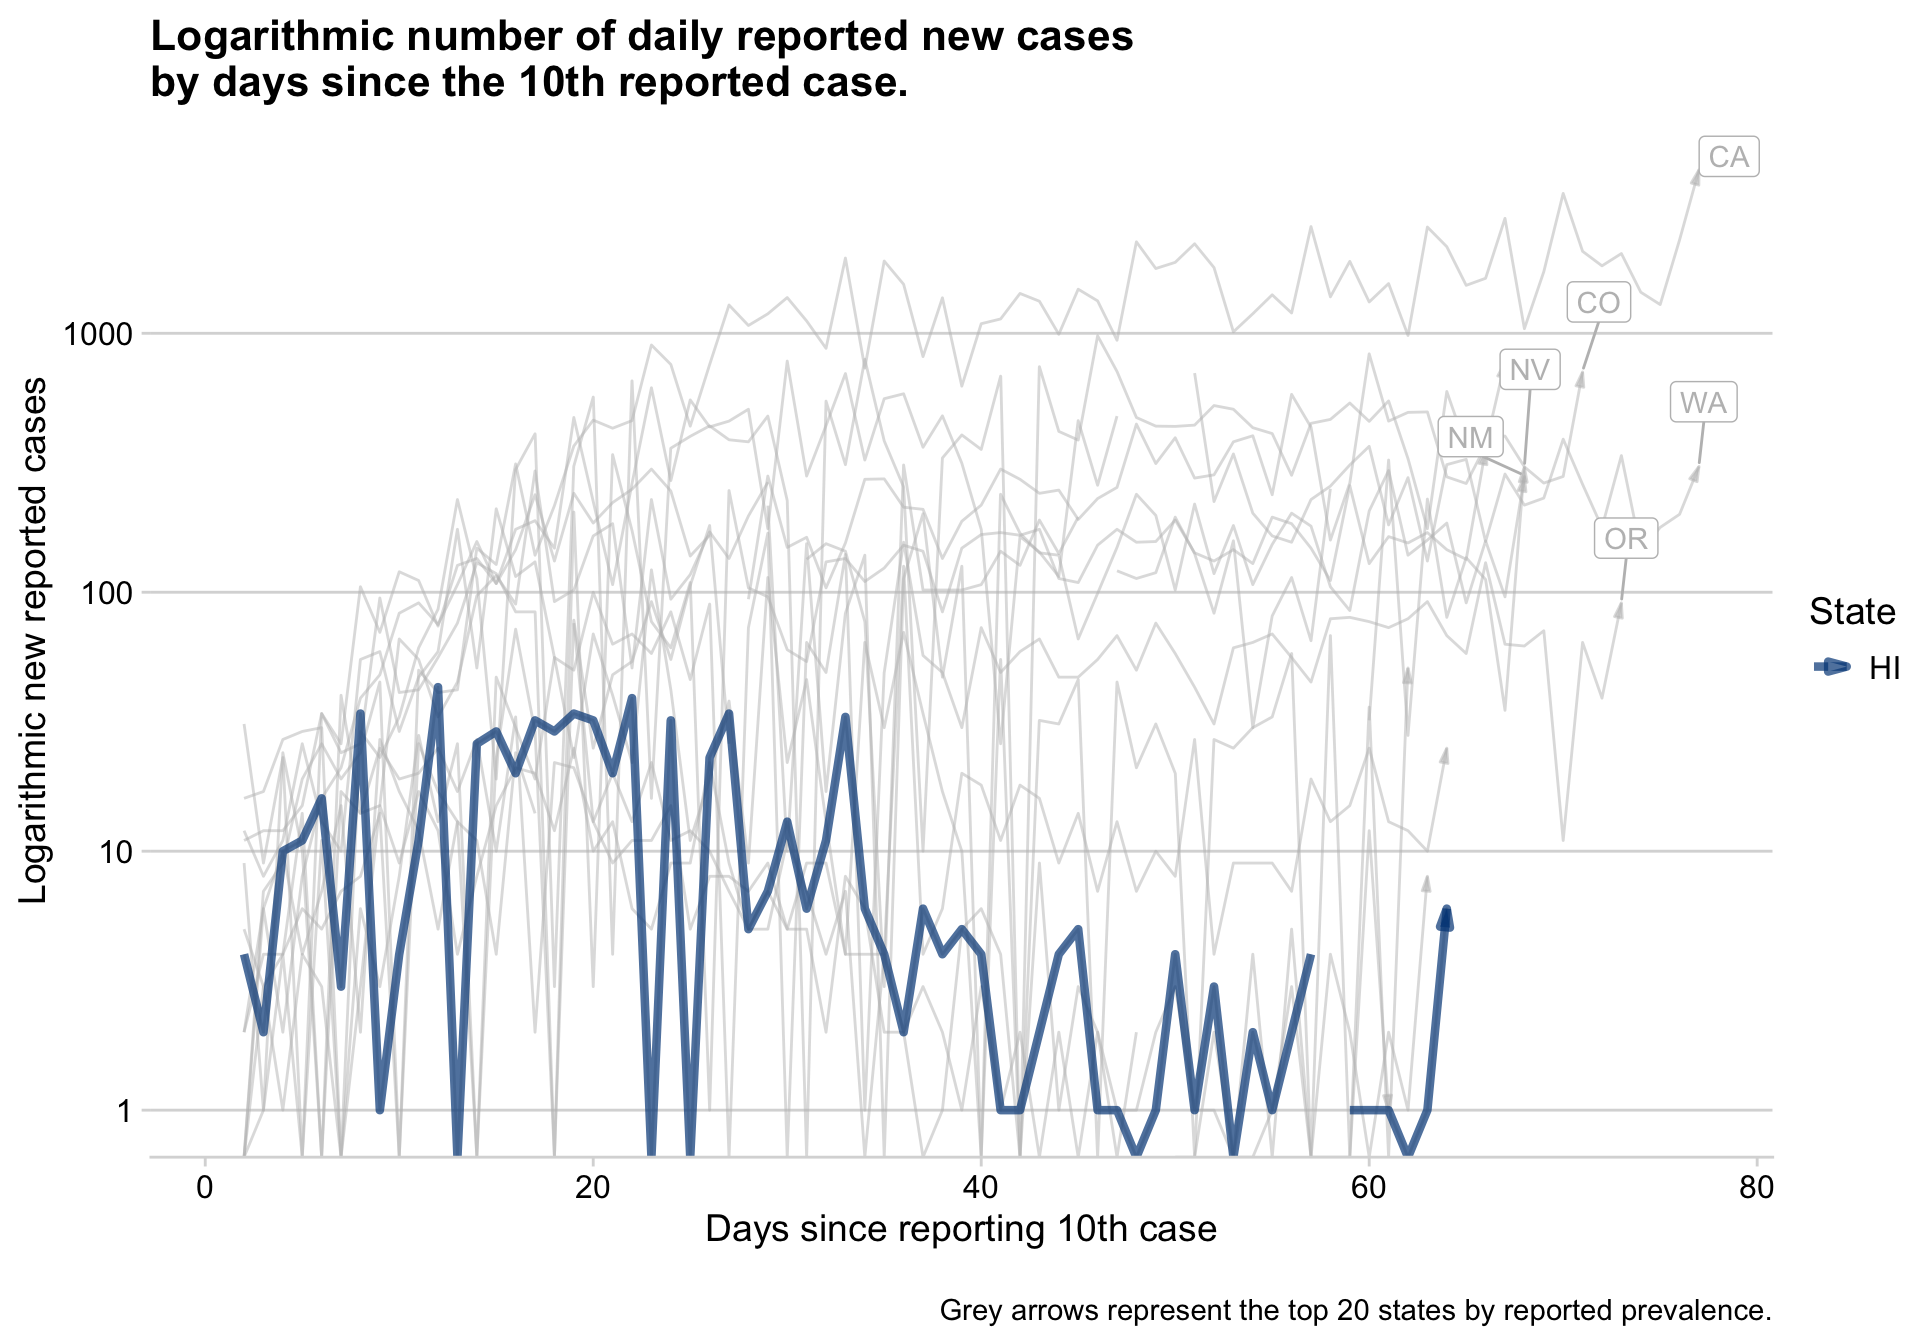 Logarithmic number of daily reported new cases
by days since the 10th reported case.
CA
CO
NV
WA
NM
OR
1000
100
10
1
Logarithmic new reported cases
0 20 40 60 80
Days since reporting 10th case
State
HI
Grey arrows represent the top 20 states by reported prevalence.